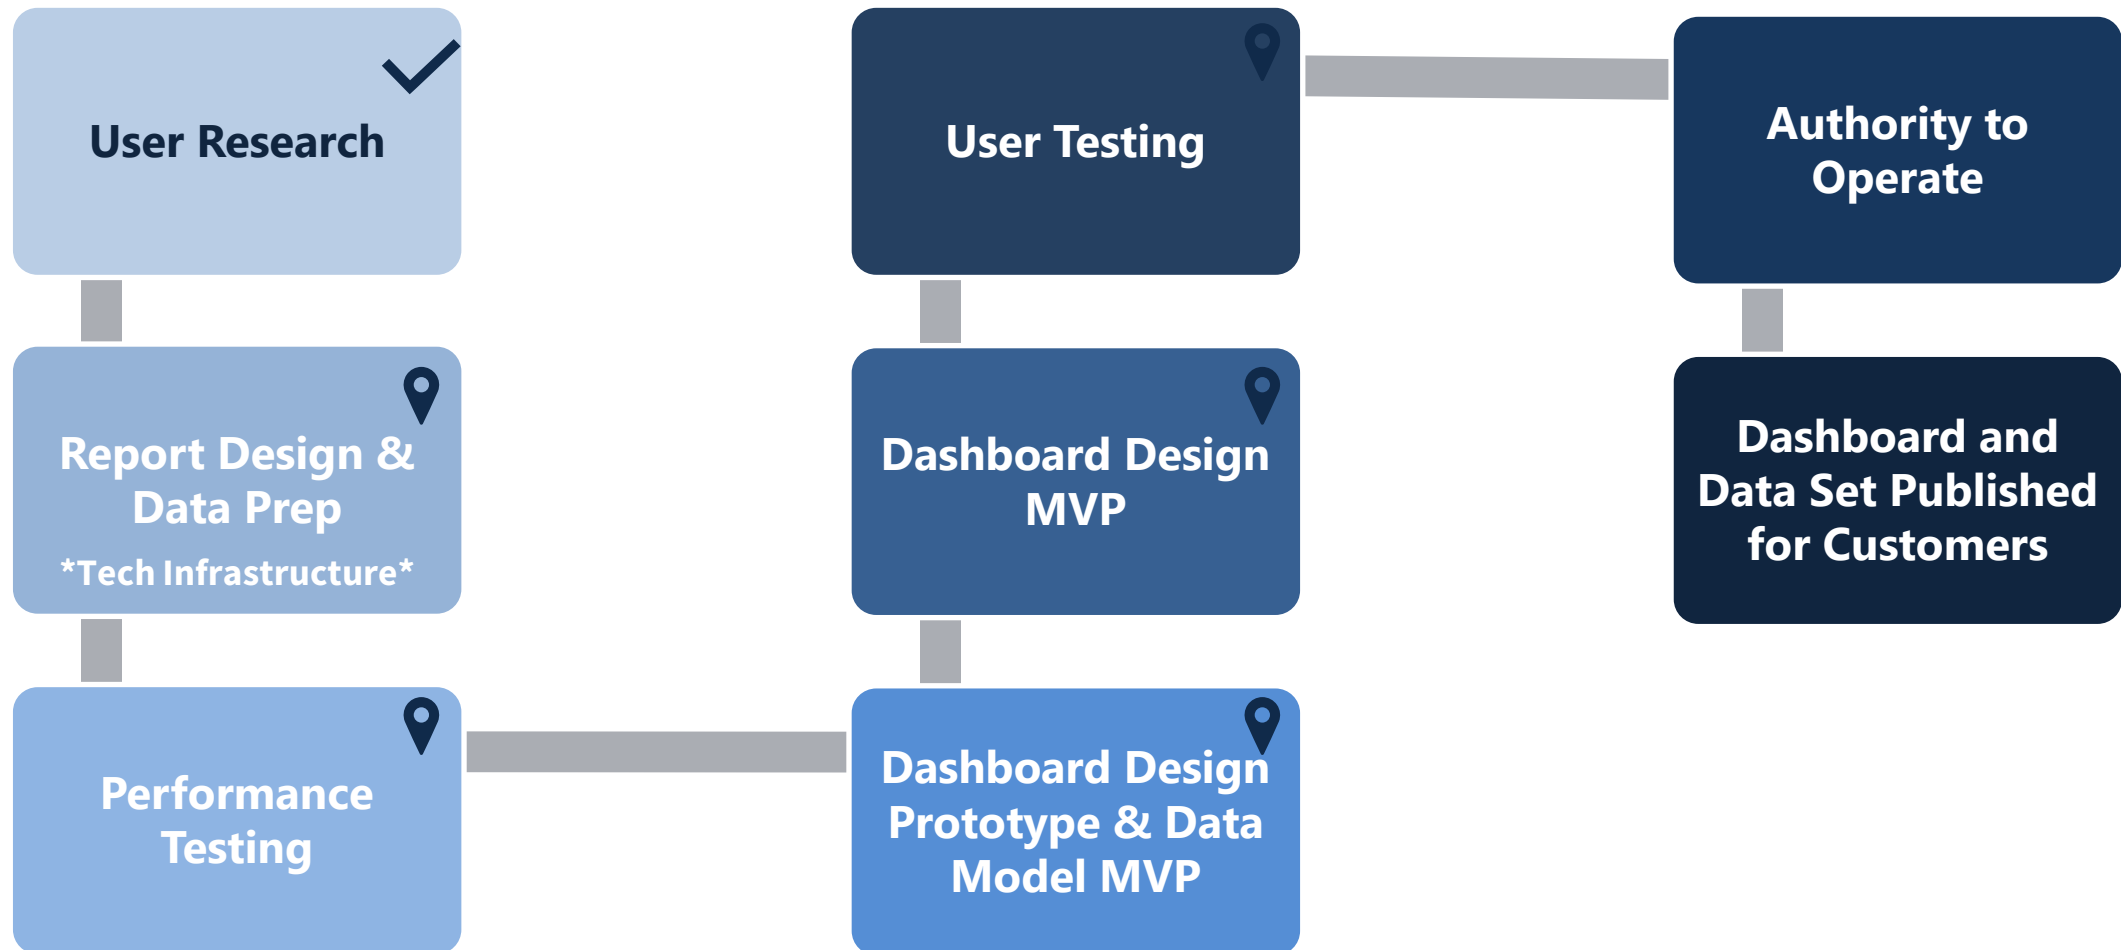 User Research
Report Design &
Data Prep
*Tech Infrastructure*
Performance
Testing
Dashboard Design
Prototype & Data
Model MVP
Dashboard Design
MVP
User Testing
Authority to
Operate
Dashboard and
Data Set Published
for Customers